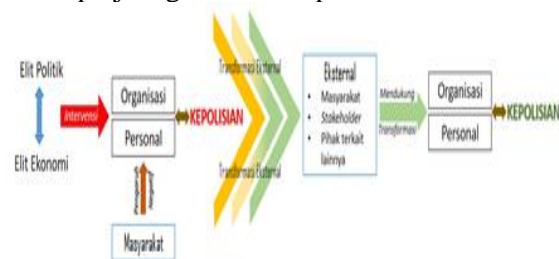 Elit Politik
Elit Ekonomi
Intervensi
Organisasi
Personal
KEPOLISIAN
Masyarakat
Transformasi Eksternal
Transformasi Eksternal
Eksternal
• Masyarakat
• Stakeholder
• Pihak terkait
lainnya
Mendukung
Transformasi
Organisasi
Personal
KEPOLISIAN